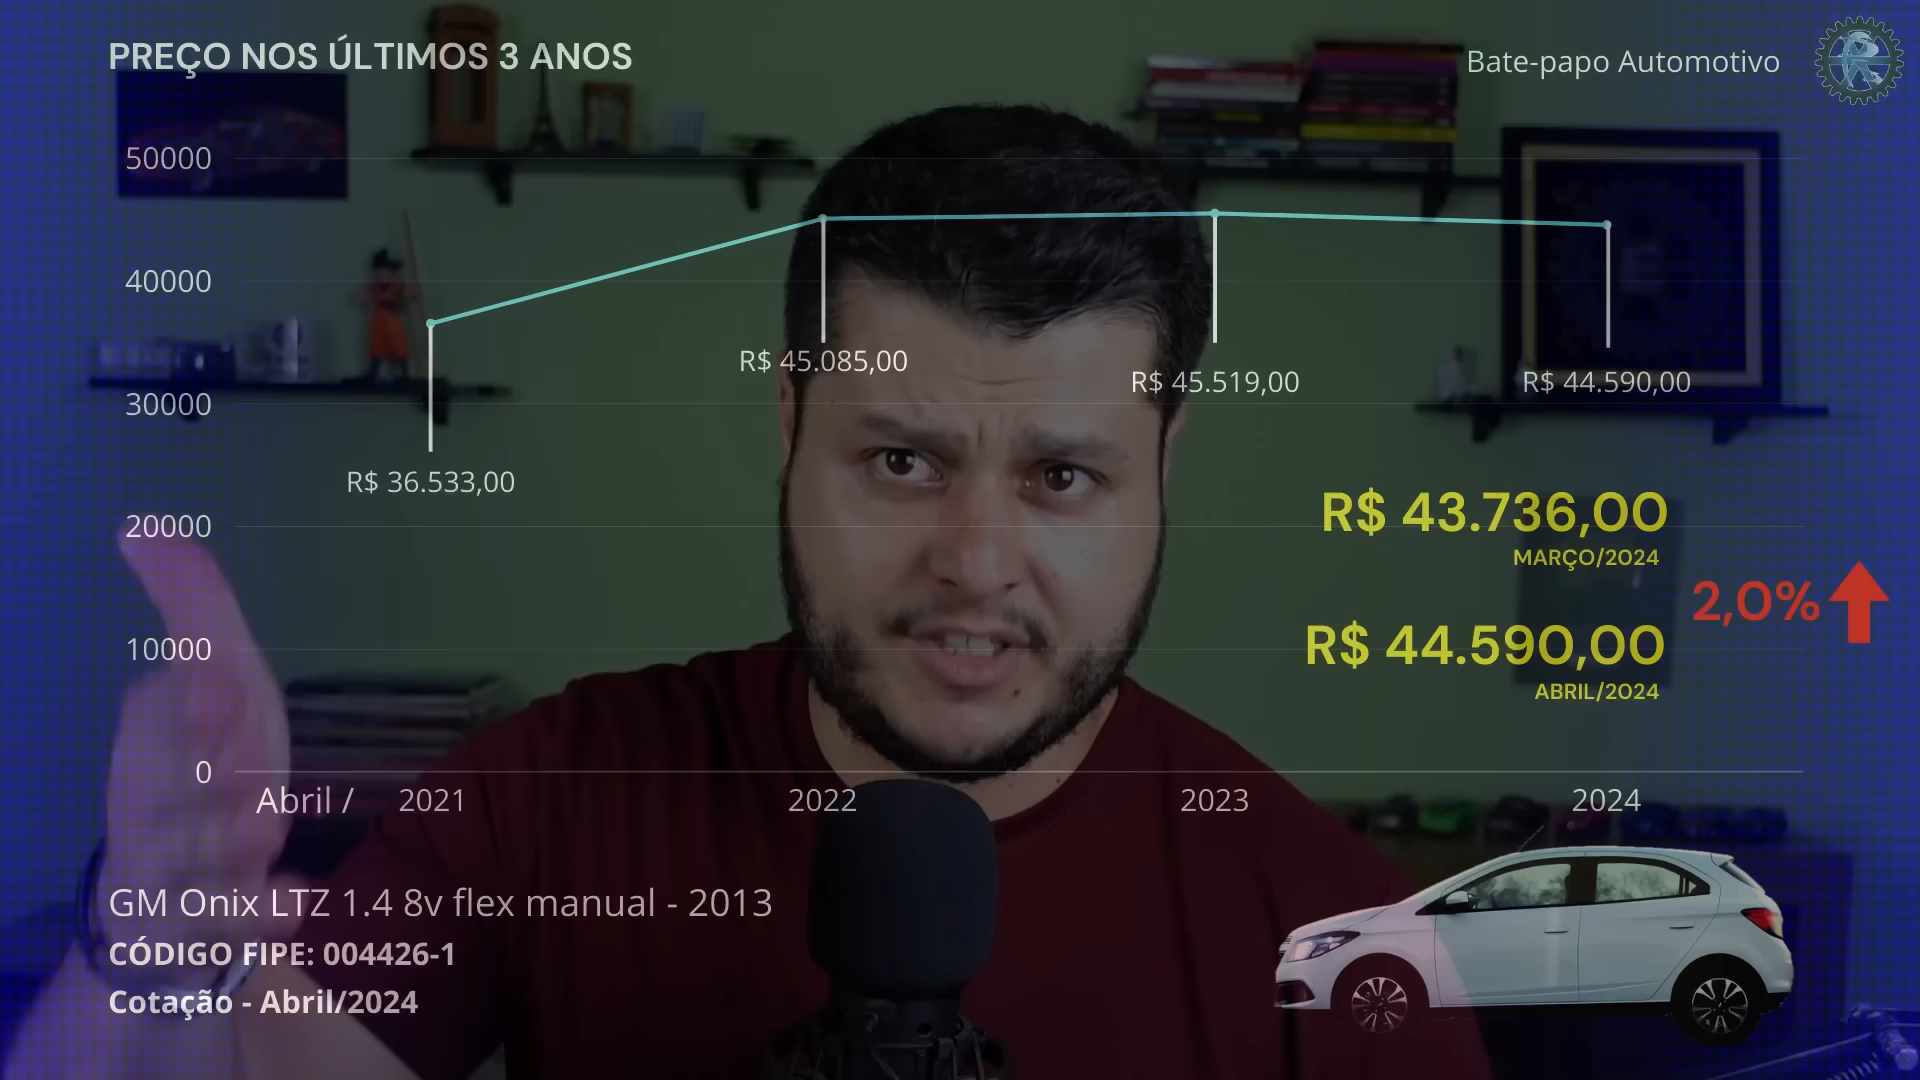 PREÇO NOS ÚLTIMOS 3 ANOS
Bate-papo Automotivo
50000
40000
30000
20000
10000
0
R$ 36.533,00
R$ 45.085,00
R$ 45.519,00
R$ 44.590,00
R$ 43.736,00
MARÇO/2024
2,0%
R$ 44.590,00
ABRIL/2024
Abril / 2021 2022 2023 2024
GM Onix LTZ 1.4 8v flex manual - 2013
CÓDIGO FIPE: 004426-1
Cotação - Abril/2024